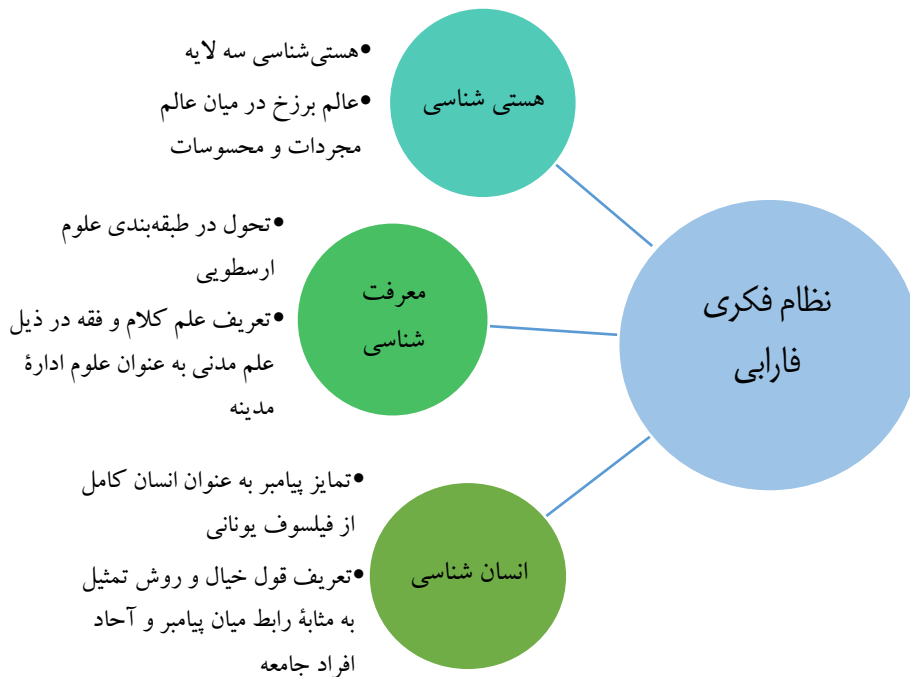 نظام فکری
فارابی
هستی شناسی
•هستی‌شناسی سه لایه
•عالم برزخ در میان عالم
مجردات و محسوسات
معرفت
شناسی
•تحول در طبقه‌بندی علوم
ارسطویی
•تعریف علم کلام و فقه در ذیل
علم مدنی به عنوان علوم ادارۀ
مدینه
انسان شناسی
•تمایز پیامبر به عنوان انسان کامل
از فیلسوف یونانی
•تعریف قول خیال و روش تمثیل
به مثابۀ رابط میان پیامبر و آحاد
افراد جامعه